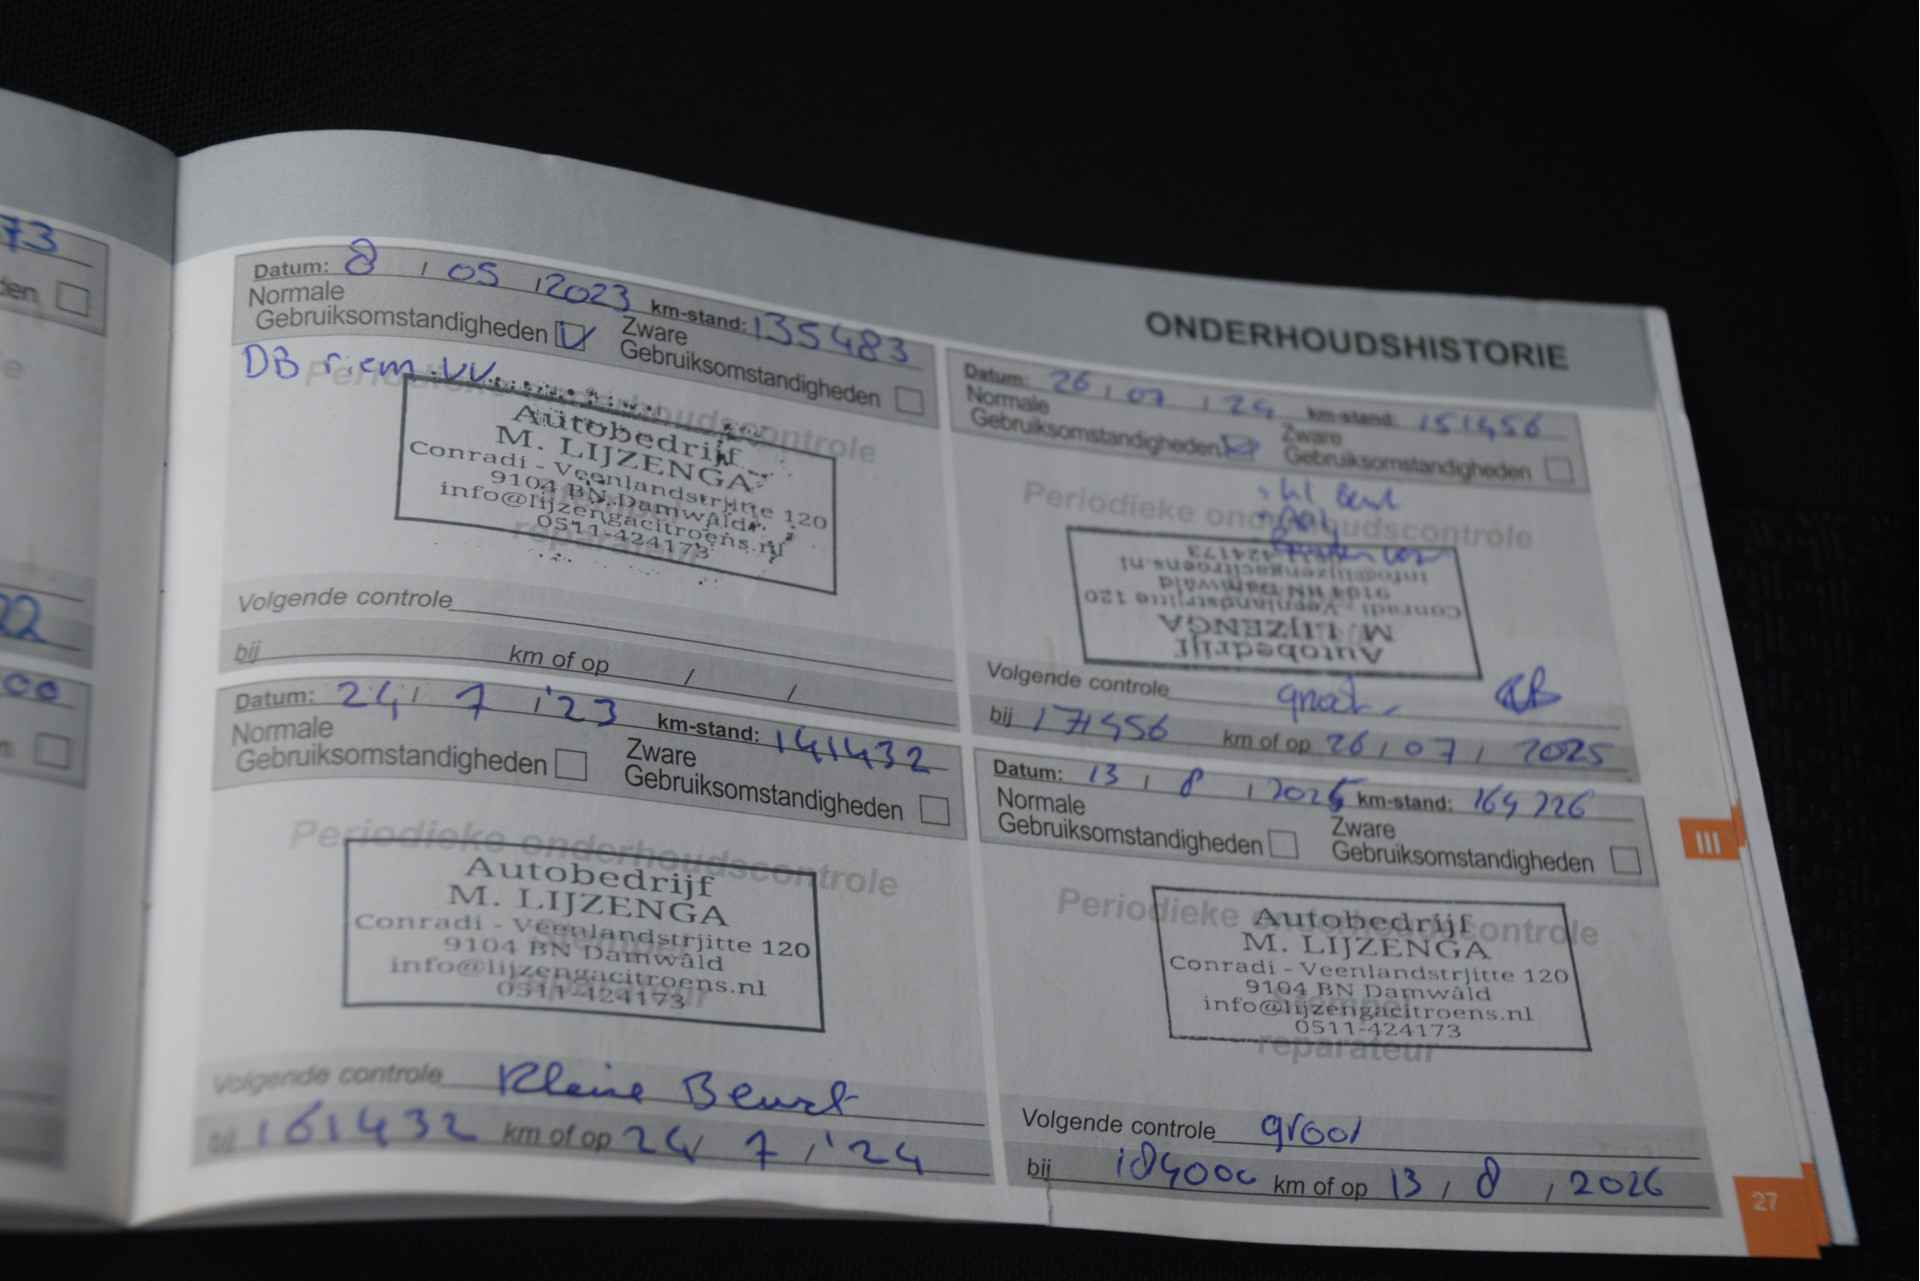 73
den
22
00
ONDERHOUDSHISTORIE
Datum: 8 / 05 / 2023 km-stand: 135483
Normale
Gebruiksomstandigheden
Zware
Gebruiksomstandigheden
DB riem vv
Periodieke onderhoudscontrole
Autobedrijf
M. LIJZENGA
Conradi - Veenlandstrjitte 120
9104 BN Damwâld
info@lijzengacitroens.nl
0511-424173
reparateur
Volgende controle
bij km of op / /
Datum: 24 / 7 / '23 km-stand: 141432
Normale
Gebruiksomstandigheden
Zware
Gebruiksomstandigheden
Periodieke onderhoudscontrole
Autobedrijf
M. LIJZENGA
Conradi - Veenlandstrjitte 120
9104 BN Damwâld
info@lijzengacitroens.nl
0511-424173
reparateur
Volgende controle Kleine Beurt
bij 161432 km of op 24 / 7 / '24
Datum: 26 / 07 / 24 km-stand: 151456
Normale
Gebruiksomstandigheden
Zware
Gebruiksomstandigheden
Periodieke onderhoudscontrole
Autobedrijf
M. LIJZENGA
Conradi - Veenlandstrjitte 120
9104 BN Damwâld
info@lijzengacitroens.nl
424173
Volgende controle
bij 171456 km of op 26 / 07 / 2025
Datum: 13 / 8 / 2025 km-stand: 164226
Normale
Gebruiksomstandigheden
Zware
Gebruiksomstandigheden
Periodieke onderhoudscontrole
Autobedrijf
M. LIJZENGA
Conradi - Veenlandstrjitte 120
9104 BN Damwâld
Stempel
info@lijzengacitroens.nl
0511-424173
reparateur
Volgende controle groot
bij 184000 km of op 13 / 8 / 2026
III
27